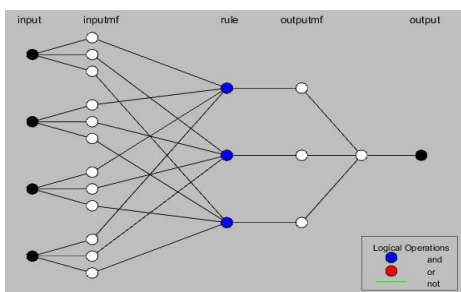 input inputmf rule outputmf output
Logical Operations
and
or
not